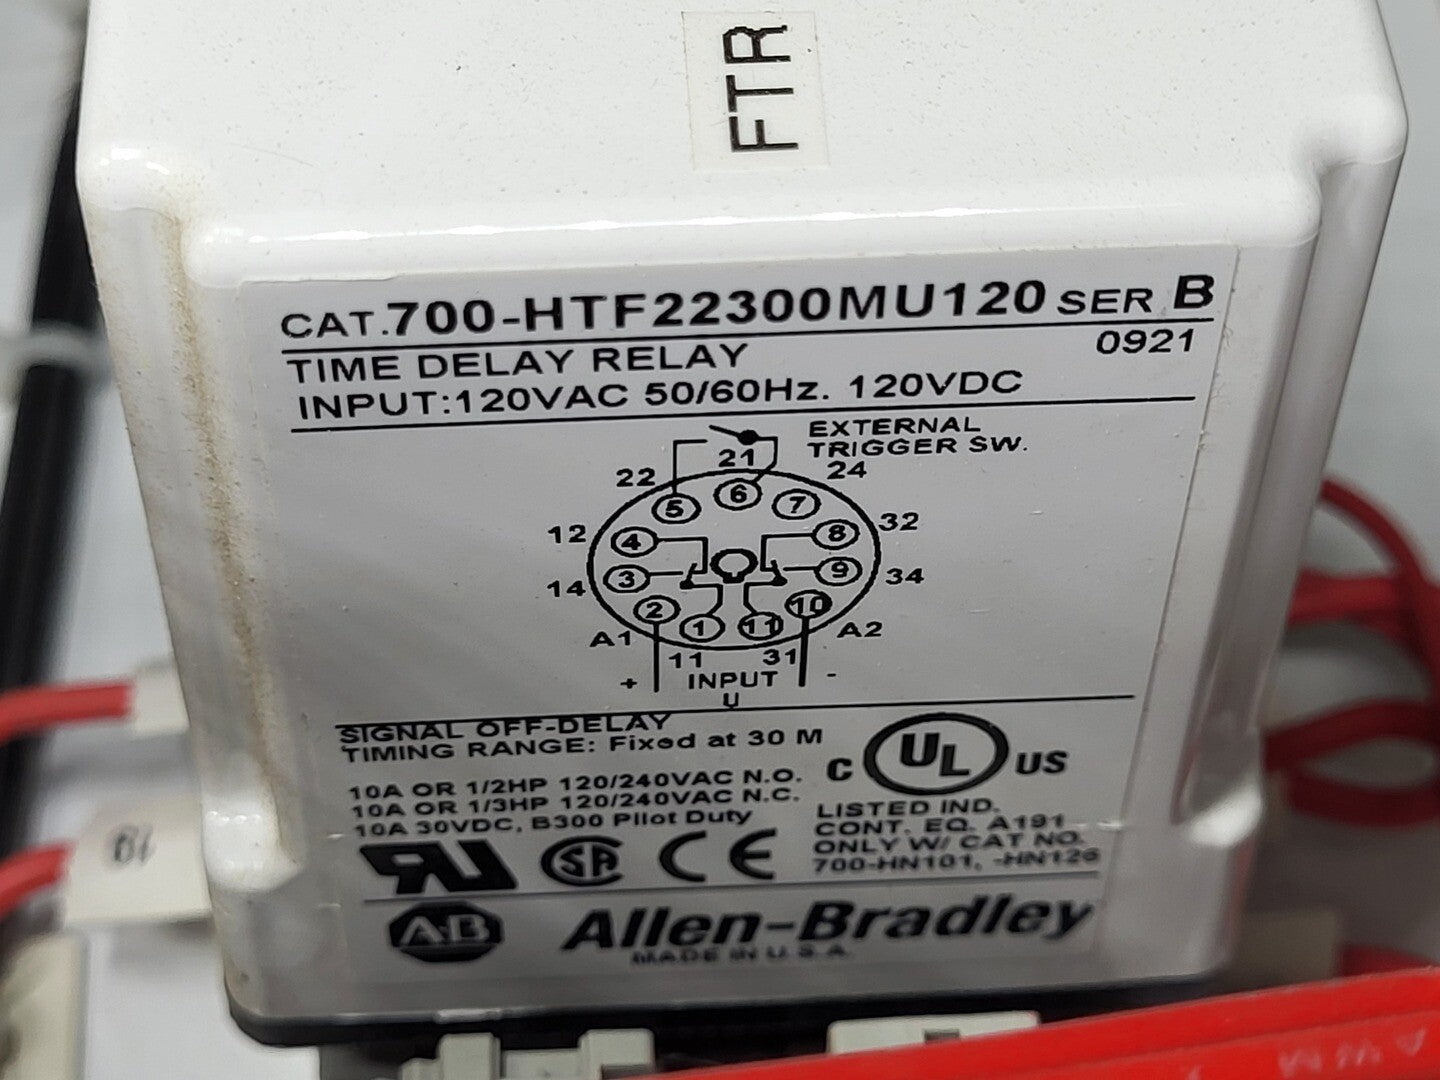 FTR
CAT.700-HTF22300MU120 SER B
TIME DELAY RELAY 0921
INPUT:120VAC 50/60Hz. 120VDC
EXTERNAL
TRIGGER SW.
22 21 24
5 6 7
12 4 8 32
14 3 9 34
2 10
A1 1 11 A2
11 31
+ INPUT -
U
SIGNAL OFF-DELAY
TIMING RANGE: Fixed at 30 M
10A OR 1/2HP 120/240VAC N.O.
10A OR 1/3HP 120/240VAC N.C.
10A 30VDC, B300 Pilot Duty
C UL US
LISTED IND.
CONT. EQ. A191
ONLY W/ CAT NO.
700-HN101, -HN126
RU SA CE
A-B Allen-Bradley
MADE IN U.S.A.
B1